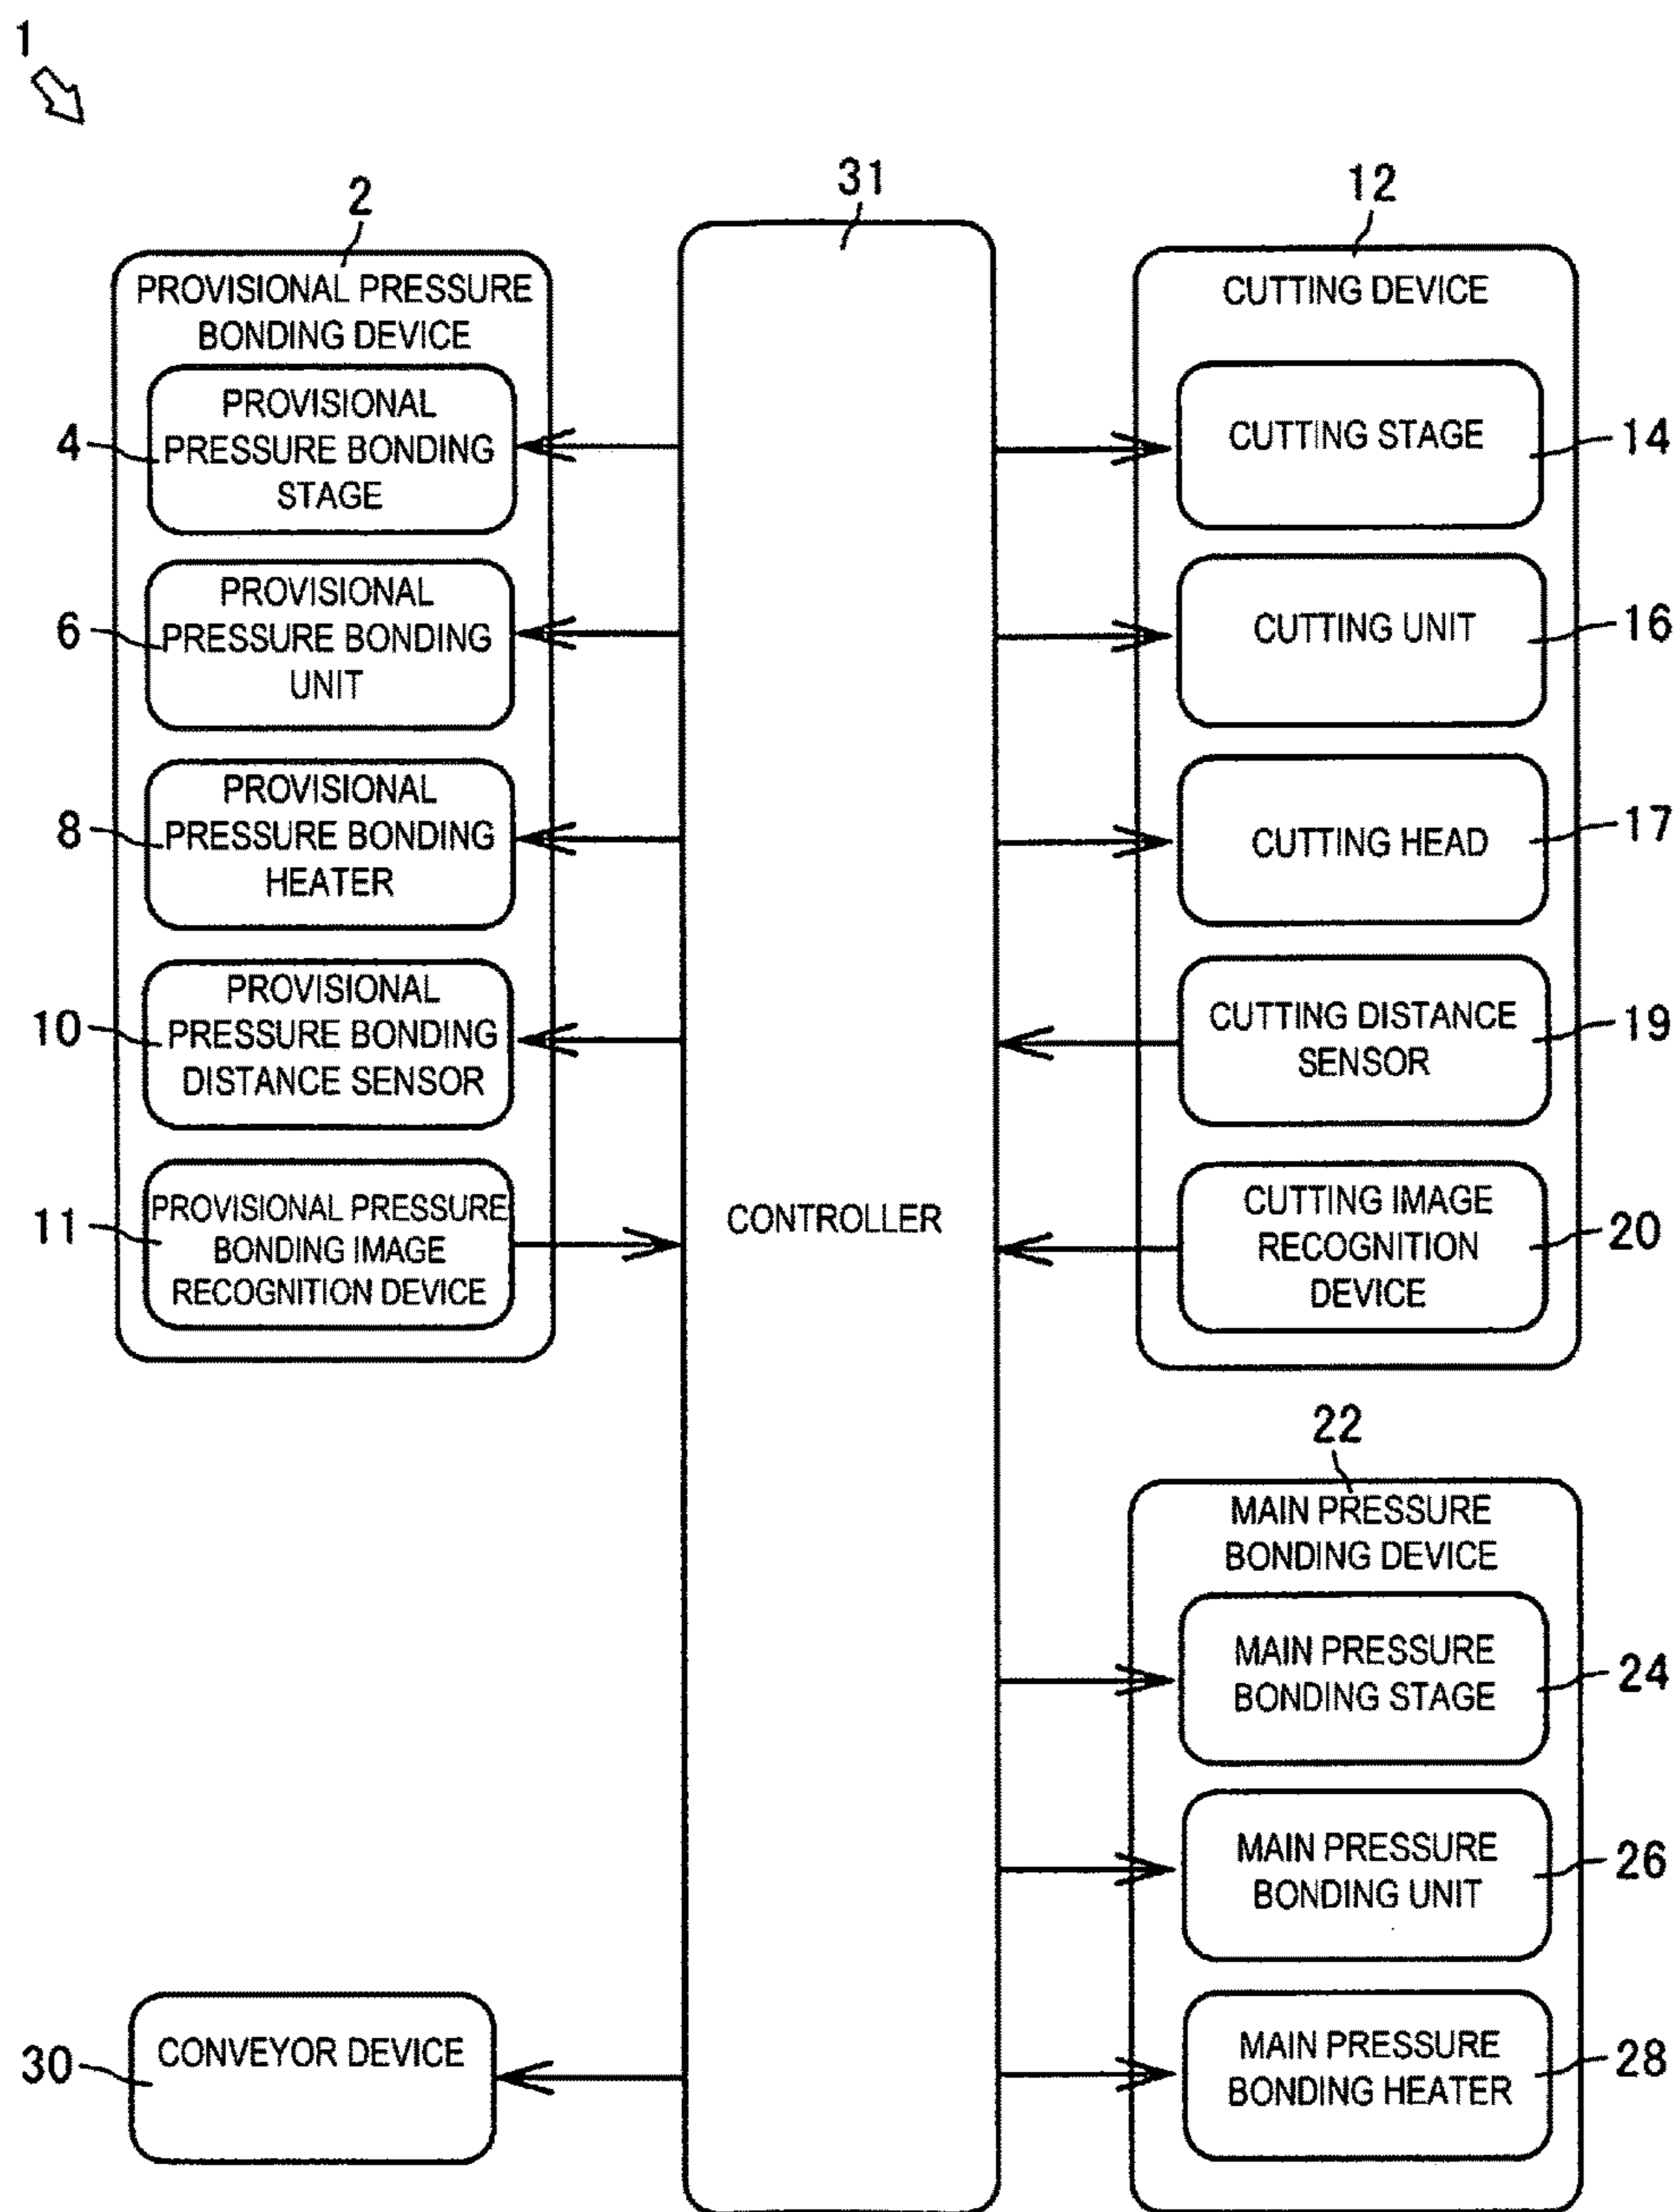 1
2
PROVISIONAL PRESSURE
BONDING DEVICE
4
PROVISIONAL
PRESSURE BONDING
STAGE
6
PROVISIONAL
PRESSURE BONDING
UNIT
8
PROVISIONAL
PRESSURE BONDING
HEATER
10
PROVISIONAL
PRESSURE BONDING
DISTANCE SENSOR
11
PROVISIONAL PRESSURE
BONDING IMAGE
RECOGNITION DEVICE
30
CONVEYOR DEVICE
31
CONTROLLER
12
CUTTING DEVICE
CUTTING STAGE
14
CUTTING UNIT
16
CUTTING HEAD
17
CUTTING DISTANCE
SENSOR
19
CUTTING IMAGE
RECOGNITION
DEVICE
20
22
MAIN PRESSURE
BONDING DEVICE
MAIN PRESSURE
BONDING STAGE
24
MAIN PRESSURE
BONDING UNIT
26
MAIN PRESSURE
BONDING HEATER
28